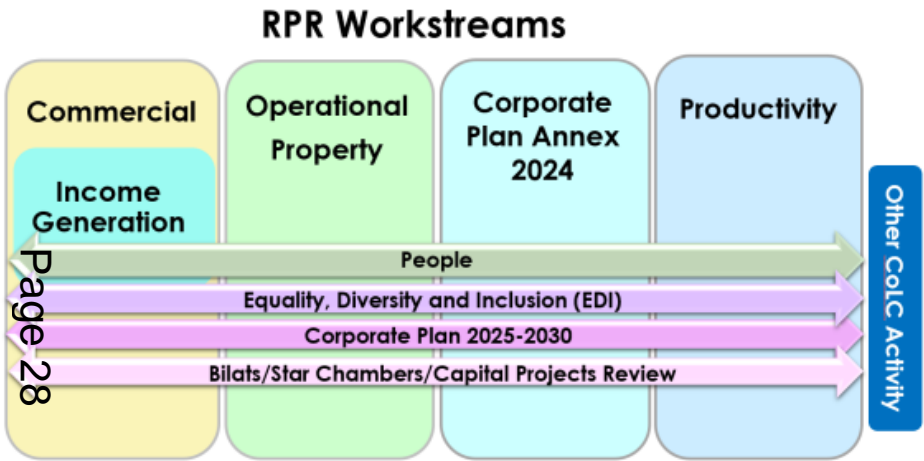 RPR Workstreams
Commercial
Income
Generation
Operational
Property
Corporate
Plan Annex
2024
Productivity
People
Equality, Diversity and Inclusion (EDI)
Corporate Plan 2025-2030
Bilats/Star Chambers/Capital Projects Review
Other CoLC Activity
Page 28